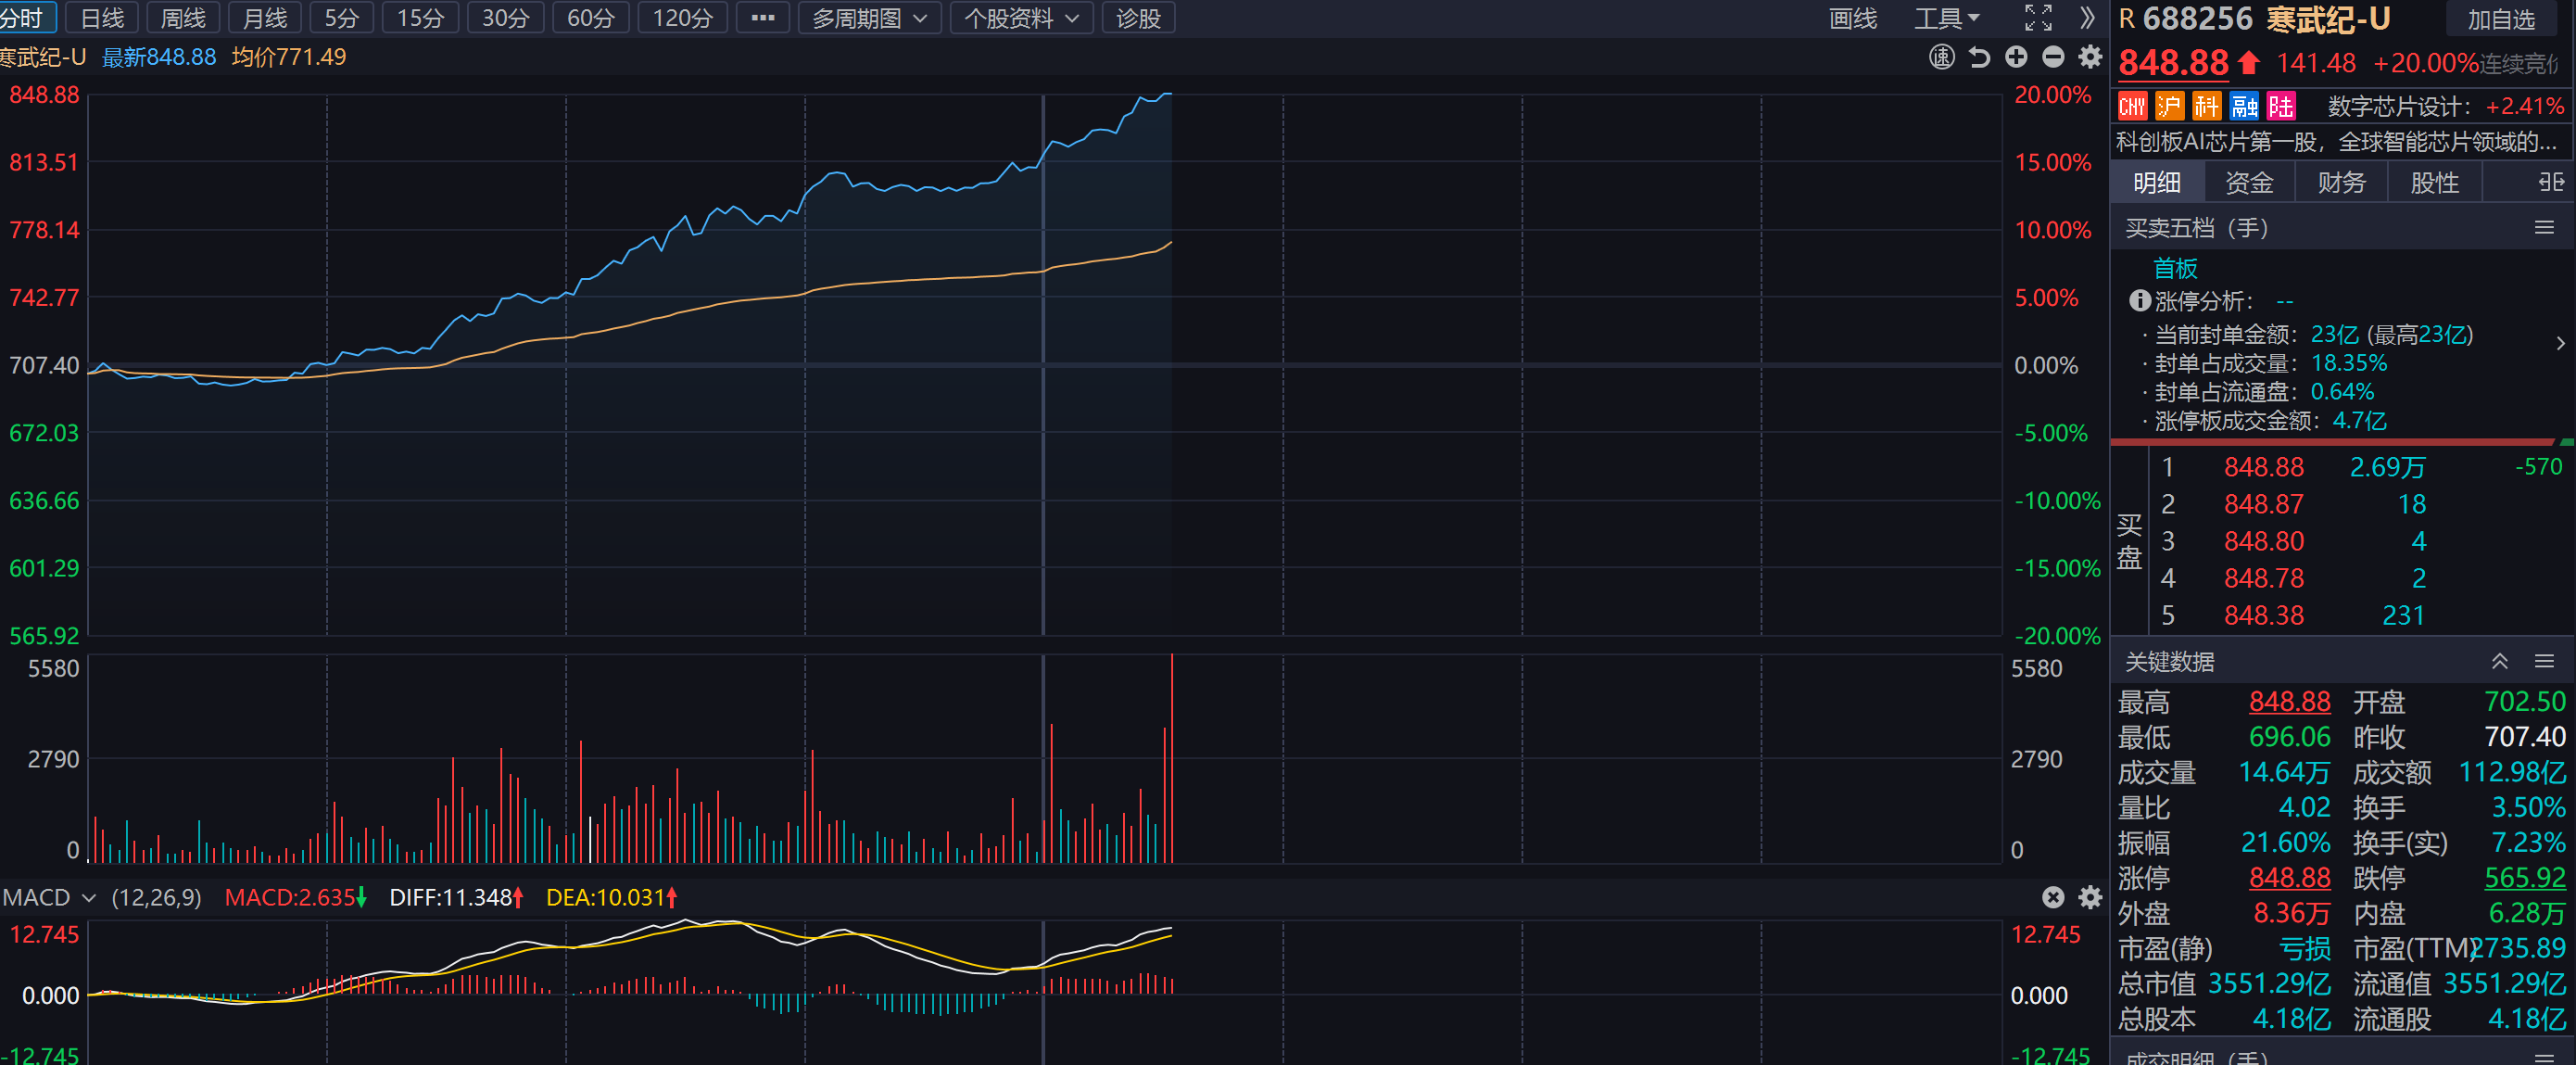 分时 日线 周线 月线 5分 15分 30分 60分 120分 ••• 多周期图 个股资料 诊股 画线 工具
寒武纪-U 最新848.88 均价771.49
速
848.88 20.00%
813.51 15.00%
778.14 10.00%
742.77 5.00%
707.40 0.00%
672.03 -5.00%
636.66 -10.00%
601.29 -15.00%
565.92 -20.00%
5580 5580
2790 2790
0 0
MACD (12,26,9) MACD:2.635 DIFF:11.348 DEA:10.031
12.745 12.745
0.000 0.000
-12.745 -12.745
R 688256 寒武纪-U 加自选
848.88 141.48 +20.00% 连续竞价
CNY 沪 科 融 陆 数字芯片设计: +2.41%
科创板AI芯片第一股，全球智能芯片领域的...
明细 资金 财务 股性
买卖五档（手）
首板
涨停分析: --
· 当前封单金额: 23亿 (最高23亿)
· 封单占成交量: 18.35%
· 封单占流通盘: 0.64%
· 涨停板成交金额: 4.7亿
买盘
1 848.88 2.69万 -570
2 848.87 18
3 848.80 4
4 848.78 2
5 848.38 231
关键数据
最高 848.88 开盘 702.50
最低 696.06 昨收 707.40
成交量 14.64万 成交额 112.98亿
量比 4.02 换手 3.50%
振幅 21.60% 换手(实) 7.23%
涨停 848.88 跌停 565.92
外盘 8.36万 内盘 6.28万
市盈(静) 亏损 市盈(TTM) 2735.89
总市值 3551.29亿 流通值 3551.29亿
总股本 4.18亿 流通股 4.18亿
成交明细（手）